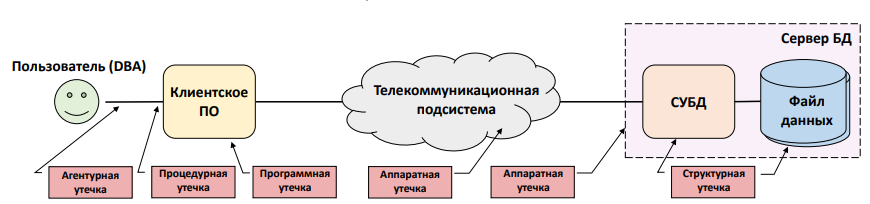 Сервер БД
Пользователь (DBA)
Клиентское
ПО
Телекоммуникационная
подсистема
СУБД
Файл
данных
Агентурная
утечка
Процедурная
утечка
Программная
утечка
Аппаратная
утечка
Аппаратная
утечка
Структурная
утечка